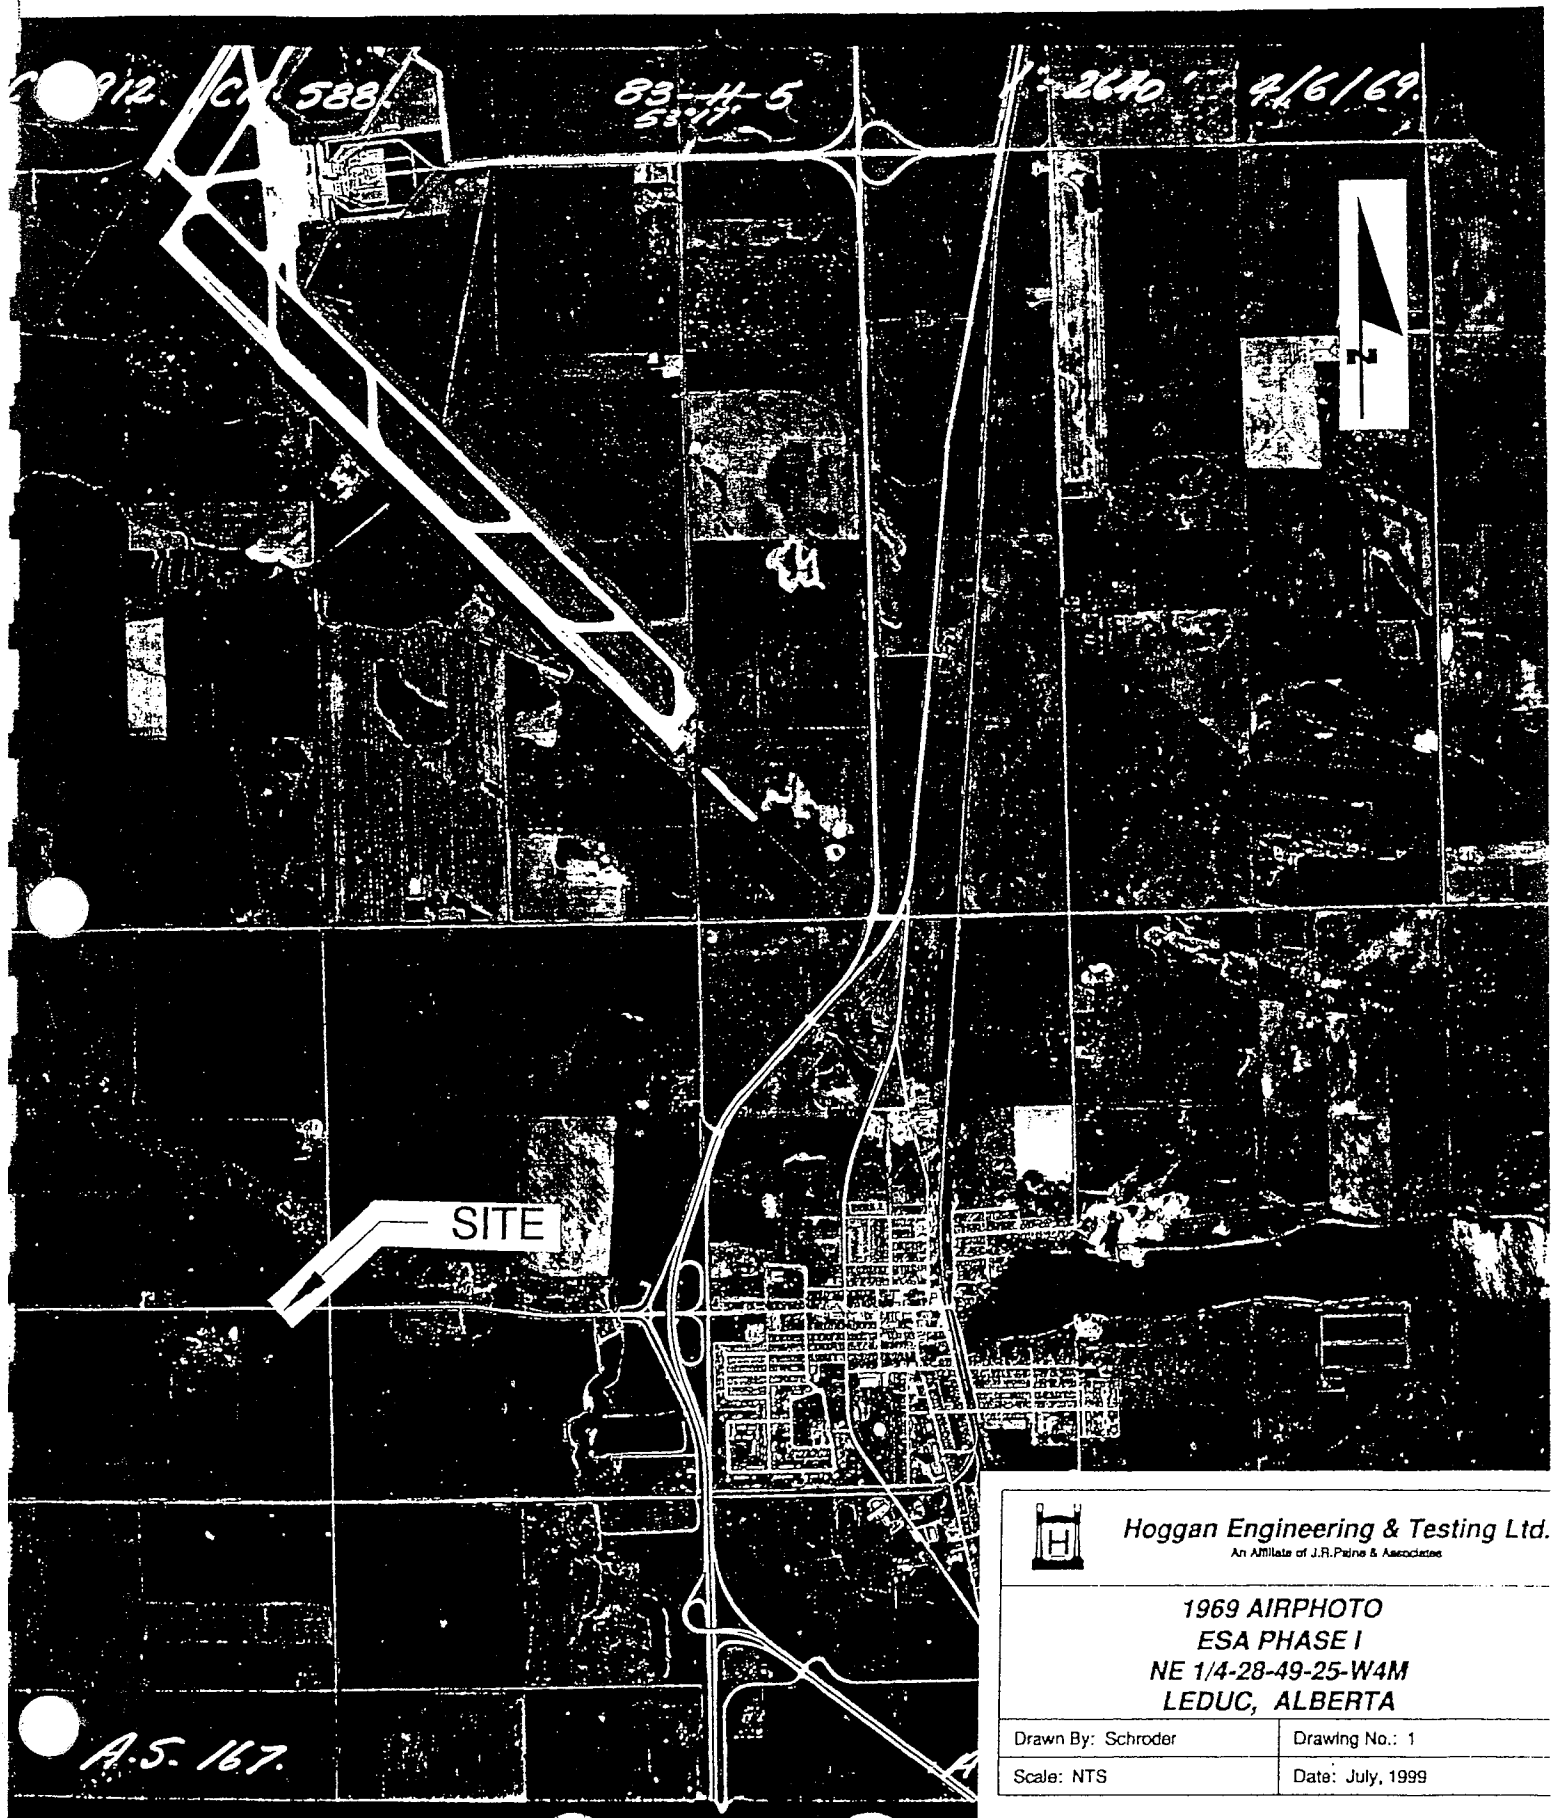 912. 588. 83-H-5 1"= 2640' 4/6/69.
53°17'
N
SITE
H
Hoggan Engineering & Testing Ltd.
An Affiliate of J.R.Paine & Associates
1969 AIRPHOTO
ESA PHASE I
NE 1/4-28-49-25-W4M
LEDUC, ALBERTA
Drawn By: Schroder
Drawing No.: 1
Scale: NTS
Date: July, 1999
A.S. 167.